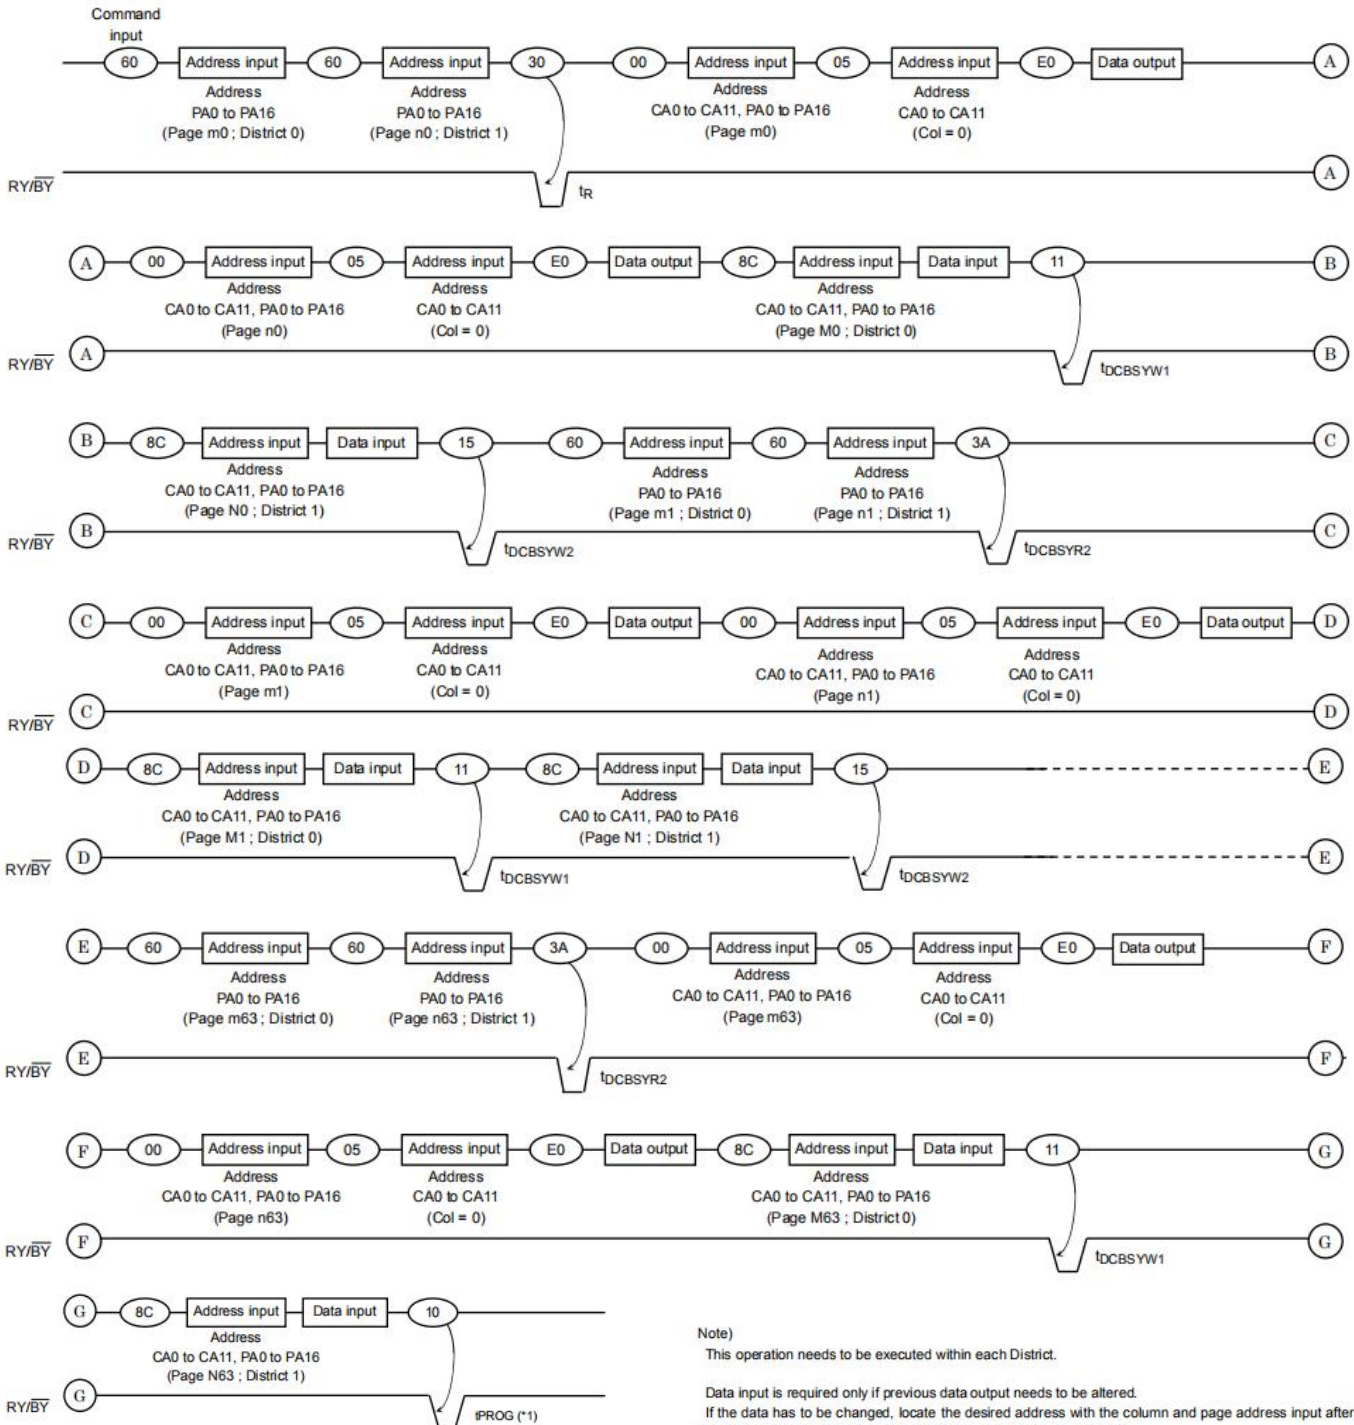 Command
input
60 Address input 60 Address input 30 00 Address input 05 Address input E0 Data output A
Address Address Address Address
PA0 to PA16 PA0 to PA16 CA0 to CA11, PA0 to PA16 CA0 to CA11
(Page m0 ; District 0) (Page n0 ; District 1) (Page m0) (Col = 0)
RY/BY tR A
A 00 Address input 05 Address input E0 Data output 8C Address input Data input 11 B
Address Address Address
CA0 to CA11, PA0 to PA16 CA0 to CA11 CA0 to CA11, PA0 to PA16
(Page n0) (Col = 0) (Page M0 ; District 0)
RY/BY A tDCBSYW1 B
B 8C Address input Data input 15 60 Address input 60 Address input 3A C
Address Address Address
CA0 to CA11, PA0 to PA16 PA0 to PA16 PA0 to PA16
(Page N0 ; District 1) (Page m1 ; District 0) (Page n1 ; District 1)
RY/BY B tDCBSYW2 tDCBSYR2 C
C 00 Address input 05 Address input E0 Data output 00 Address input 05 Address input E0 Data output D
Address Address Address Address
CA0 to CA11, PA0 to PA16 CA0 to CA11 CA0 to CA11, PA0 to PA16 CA0 to CA11
(Page m1) (Col = 0) (Page n1) (Col = 0)
RY/BY C D
D 8C Address input Data input 11 8C Address input Data input 15 E
Address Address
CA0 to CA11, PA0 to PA16 CA0 to CA11, PA0 to PA16
(Page M1 ; District 0) (Page N1 ; District 1)
RY/BY D tDCBSYW1 tDCBSYW2 E
E 60 Address input 60 Address input 3A 00 Address input 05 Address input E0 Data output F
Address Address Address Address
PA0 to PA16 PA0 to PA16 CA0 to CA11, PA0 to PA16 CA0 to CA11
(Page m63 ; District 0) (Page n63 ; District 1) (Page m63) (Col = 0)
RY/BY E tDCBSYR2 F
F 00 Address input 05 Address input E0 Data output 8C Address input Data input 11 G
Address Address Address
CA0 to CA11, PA0 to PA16 CA0 to CA11 CA0 to CA11, PA0 to PA16
(Page n63) (Col = 0) (Page M63 ; District 0)
RY/BY F tDCBSYW1 G
G 8C Address input Data input 10
Address
CA0 to CA11, PA0 to PA16
(Page N63 ; District 1)
RY/BY G tPROG (*1)
Note)
This operation needs to be executed within each District.
Data input is required only if previous data output needs to be altered.
If the data has to be changed, locate the desired address with the column and page address input after